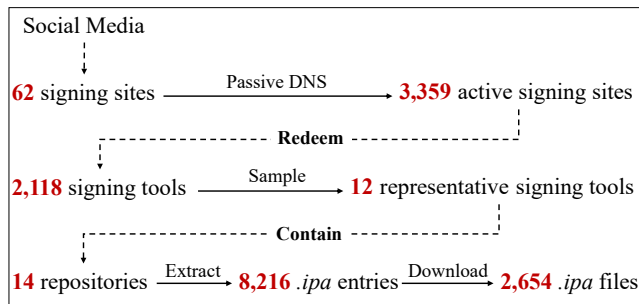 Social Media
62 signing sites Passive DNS 3,359 active signing sites
Redeem
2,118 signing tools Sample 12 representative signing tools
Contain
14 repositories Extract 8,216 .ipa entries Download 2,654 .ipa files